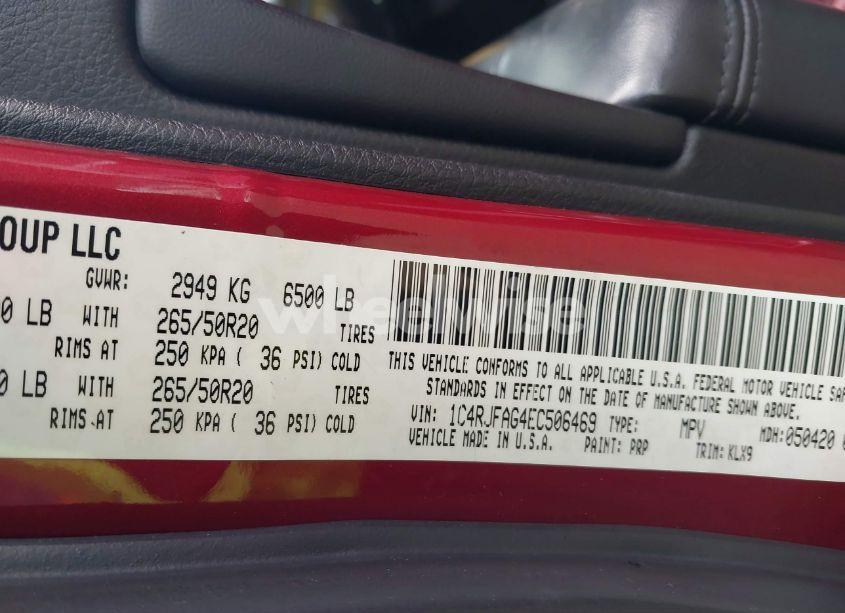 OUP LLC
GVWR: 2949 KG 6500 LB
0 LB WITH 265/50R20 TIRES
RIMS AT 250 KPA ( 36 PSI) COLD
0 LB WITH 265/50R20 TIRES
RIMS AT 250 KPA ( 36 PSI) COLD
THIS VEHICLE CONFORMS TO ALL APPLICABLE U.S.A. FEDERAL MOTOR VEHICLE SAF
STANDARDS IN EFFECT ON THE DATE OF MANUFACTURE SHOWN ABOVE.
VIN: 1C4RJFAG4EC506469 TYPE: MPV MDH:050420 0
VEHICLE MADE IN U.S.A. PAINT: PRP TRIM: KLX9
wheelwise